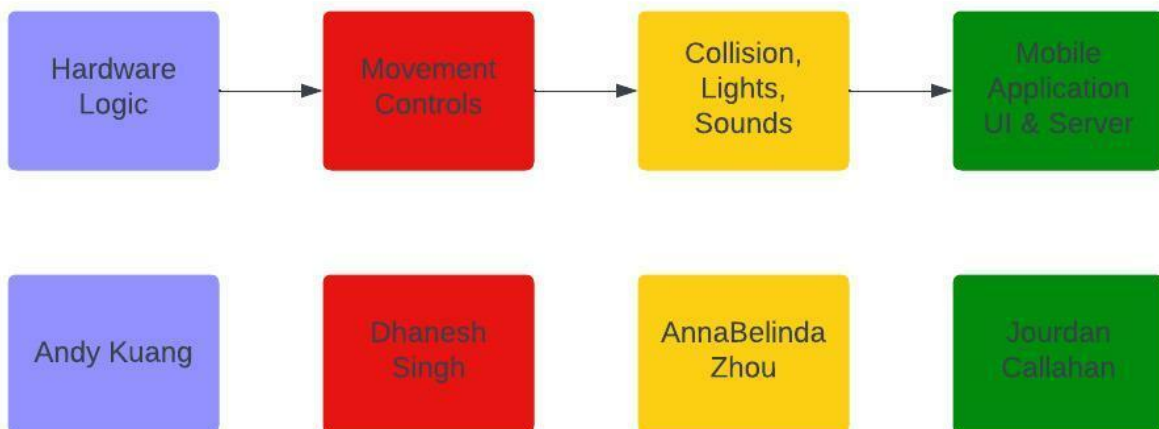 Hardware
Logic
Movement
Controls
Collision,
Lights,
Sounds
Mobile
Application
UI & Server
Andy Kuang
Dhanesh
Singh
AnnaBelinda
Zhou
Jourdan
Callahan